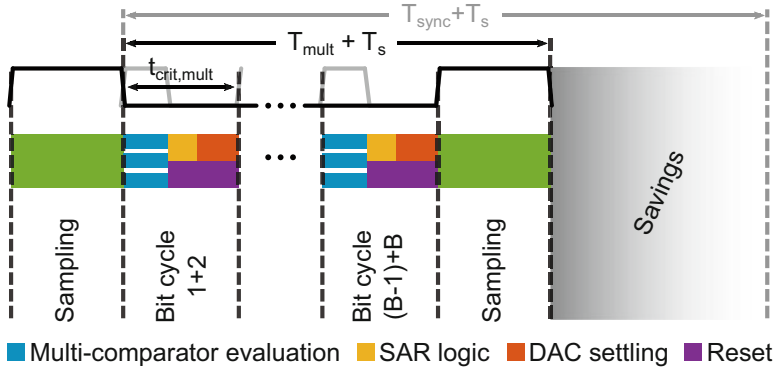 Tsync+Ts
Tmult + Ts
tcrit,mult
Sampling
Bit cycle
1+2
Bit cycle
(B-1)+B
Sampling
Savings
Multi-comparator evaluation
SAR logic
DAC settling
Reset